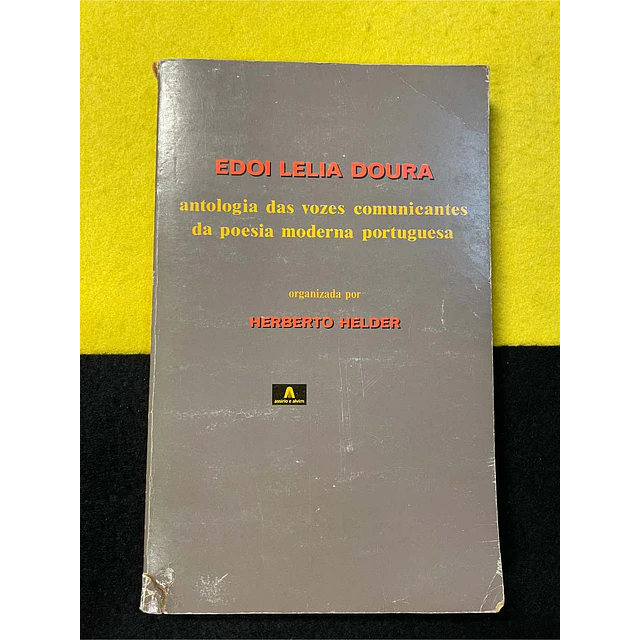 EDOI LELIA DOURA
antologia das vozes comunicantes
da poesia moderna portuguesa
organizada por
HERBERTO HELDER
assírio e alvim